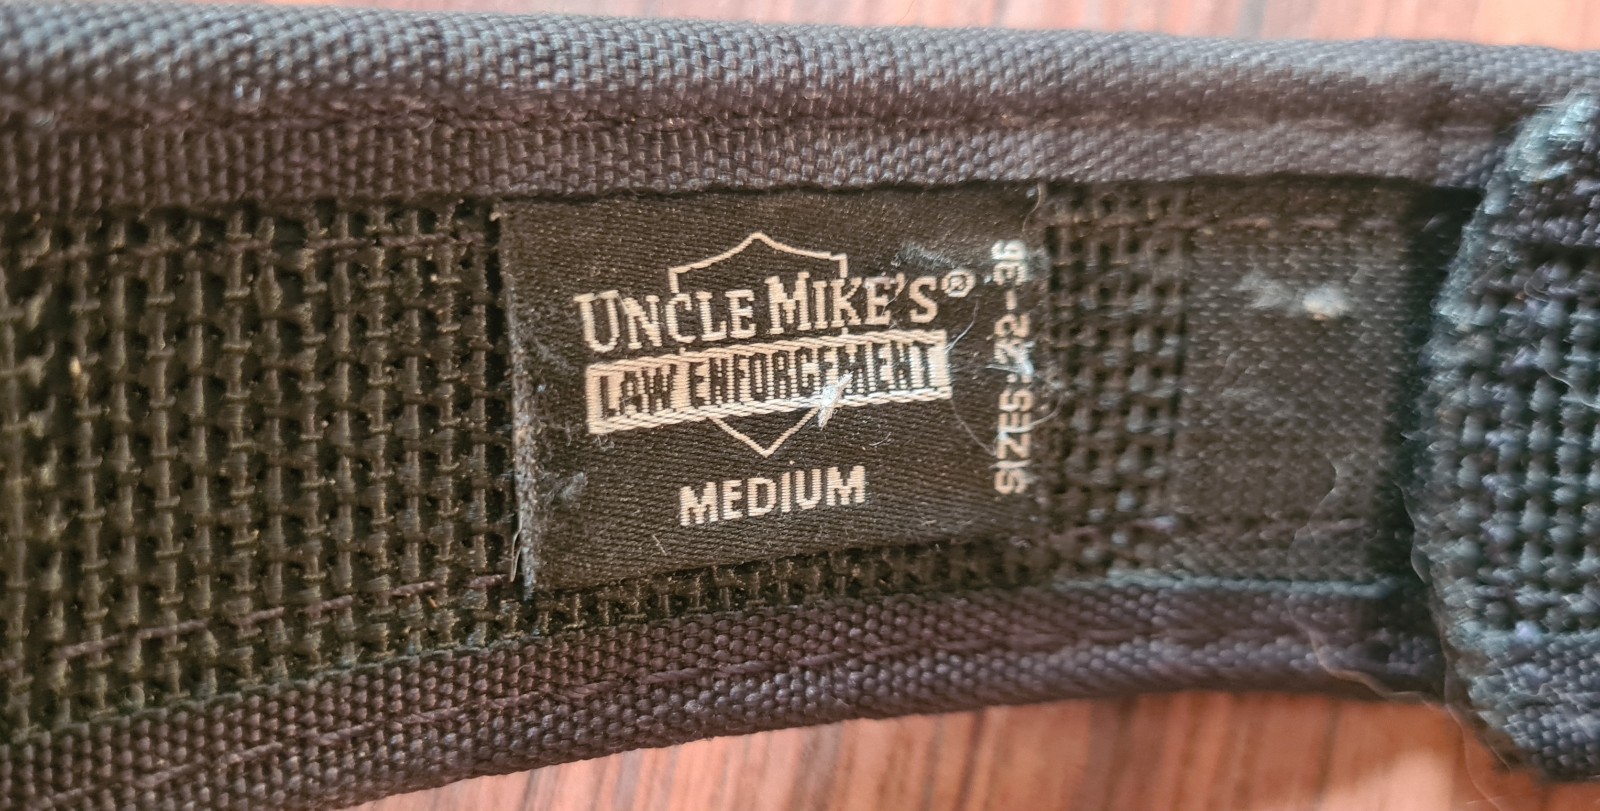 UNCLE MIKE'S®
LAW ENFORCEMENT
MEDIUM
SIZES: 32-36